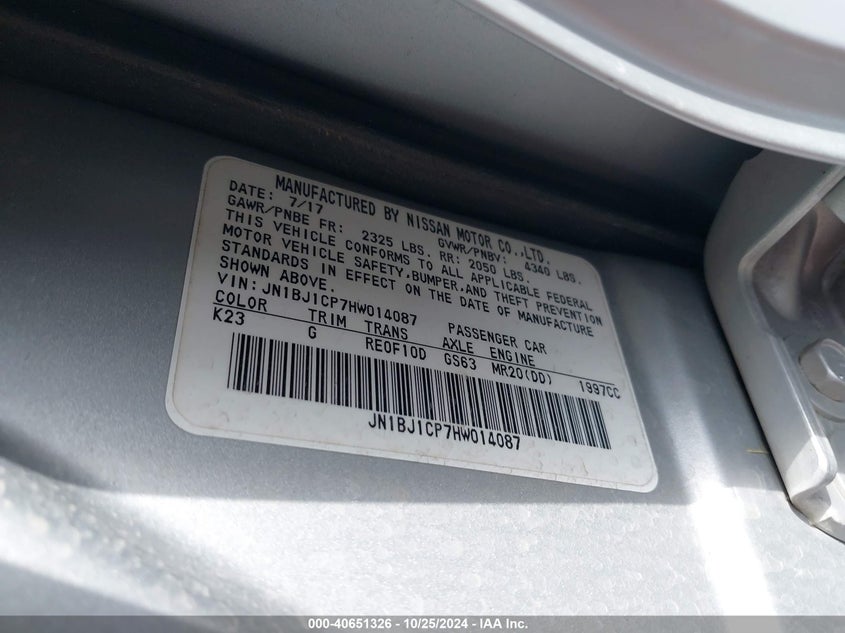 MANUFACTURED BY NISSAN MOTOR CO.,LTD.
DATE: 7/17 GVWR/PNBV: 4340 LBS.
GAWR/PNBE FR: 2325 LBS. RR: 2050 LBS.
THIS VEHICLE CONFORMS TO ALL APPLICABLE FEDERAL
MOTOR VEHICLE SAFETY,BUMPER,AND THEFT PREVENTION
STANDARDS IN EFFECT ON THE DATE OF MANUFACTURE
SHOWN ABOVE.
VIN: JN1BJ1CP7HW014087 PASSENGER CAR
COLOR TRIM TRANS AXLE ENGINE
K23 G RE0F10D GS63 MR20(DD) 1997CC
JN1BJ1CP7HW014087
000-40651326 - 10/25/2024 - IAA Inc.